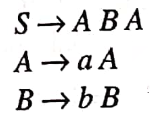 S → A B A
A → a A
B → b B